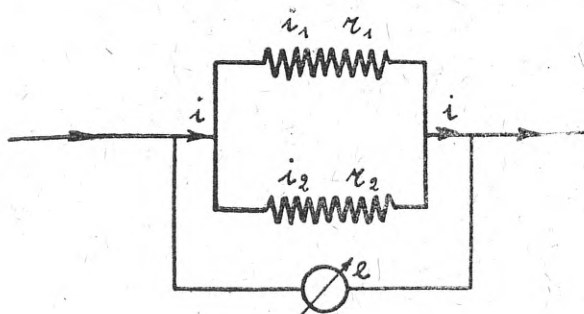 i₁ r₁
i i
i₂ r₂
e